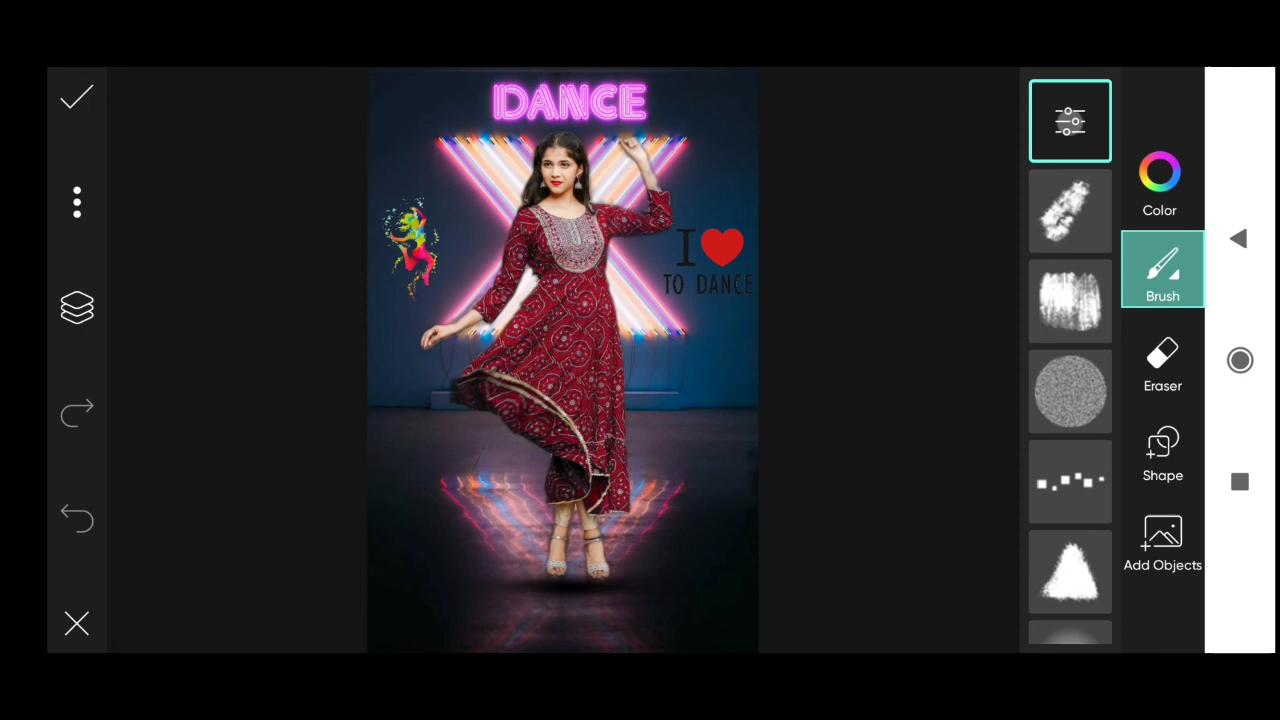 DANCE
I
TO DANCE
Color
Brush
Eraser
Shape
Add Objects